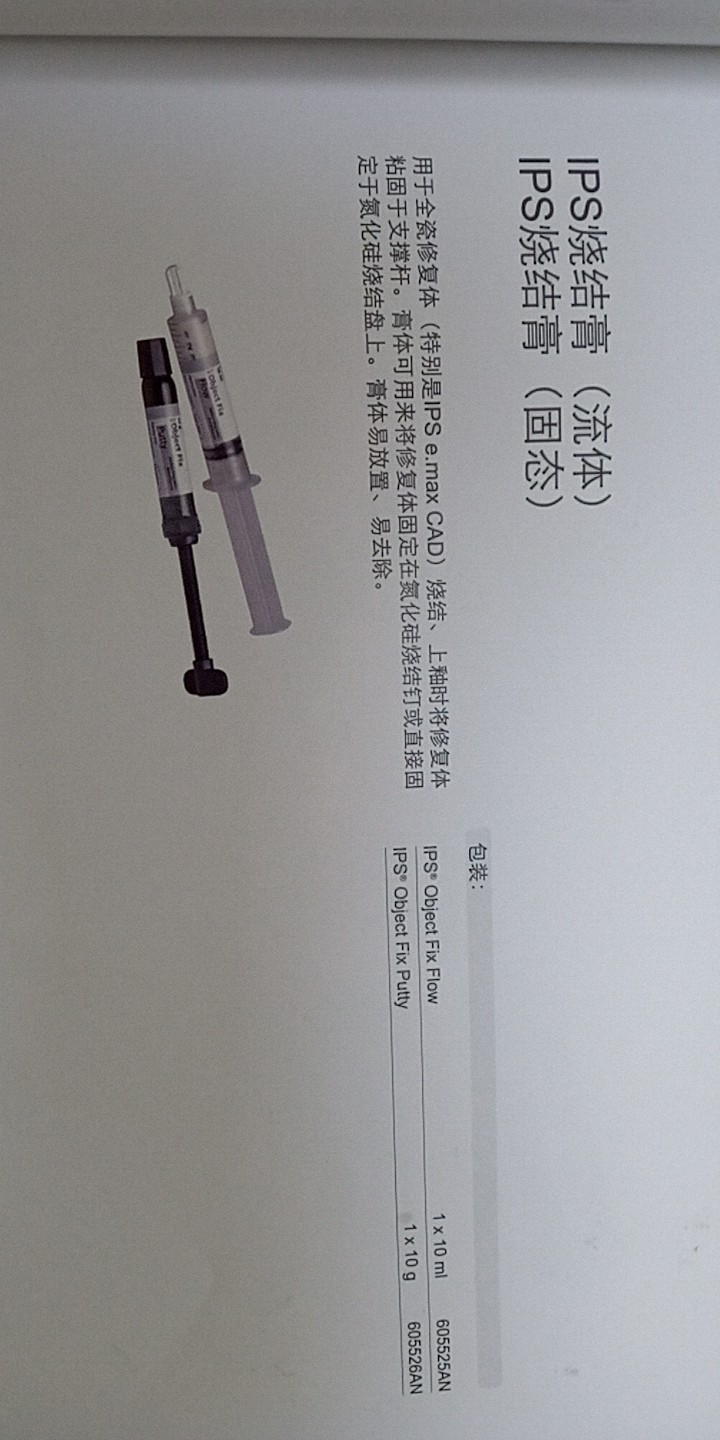 IPS烧结膏（流体）
IPS烧结膏（固态）
用于全瓷修复体（特别是IPS e.max CAD）烧结、上釉时将修复体
粘固于支撑杆。膏体可用来将修复体固定在氮化硅烧结钉或直接固
定于氮化硅烧结盘上。膏体易放置、易去除。
Object Fix
Flow
Object Fix
Putty
包装：
IPS® Object Fix Flow 1 x 10 ml 605525AN
IPS® Object Fix Putty 1 x 10 g 605526AN